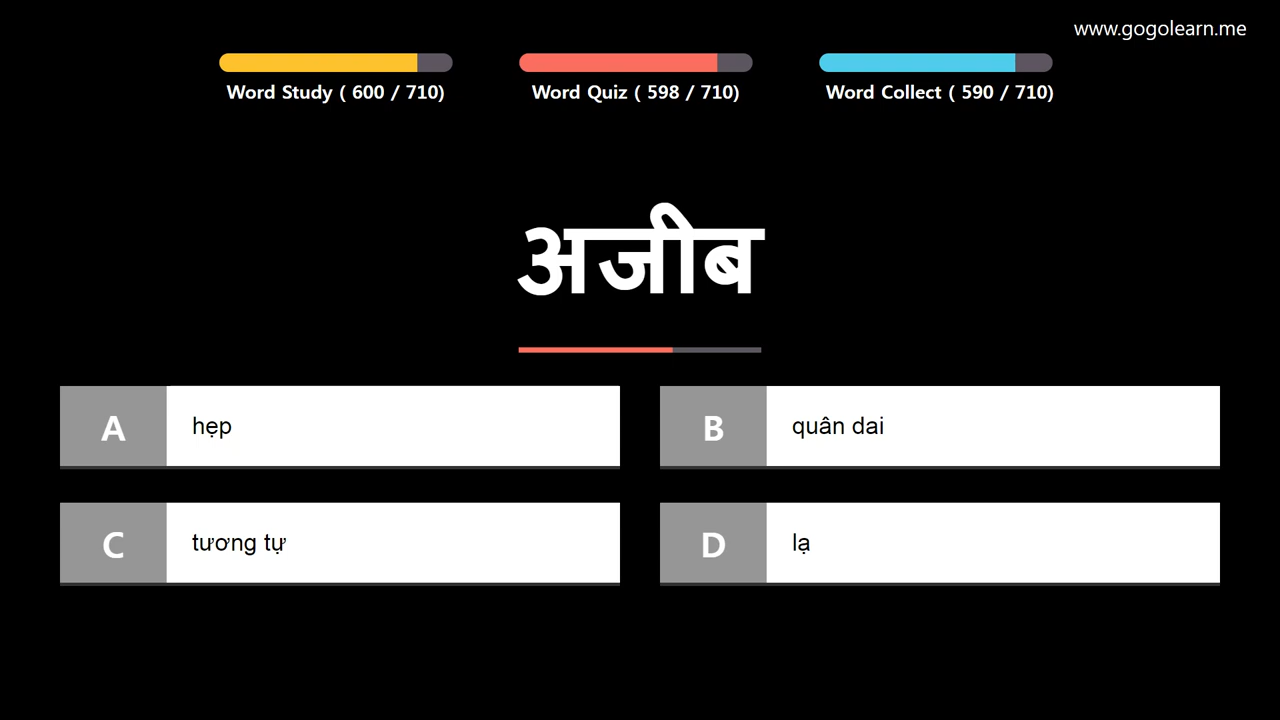 www.gogolearn.me
Word Study ( 600 / 710)
Word Quiz ( 598 / 710)
Word Collect ( 590 / 710)
अजीब
A hẹp
B quân dai
C tương tự
D lạ